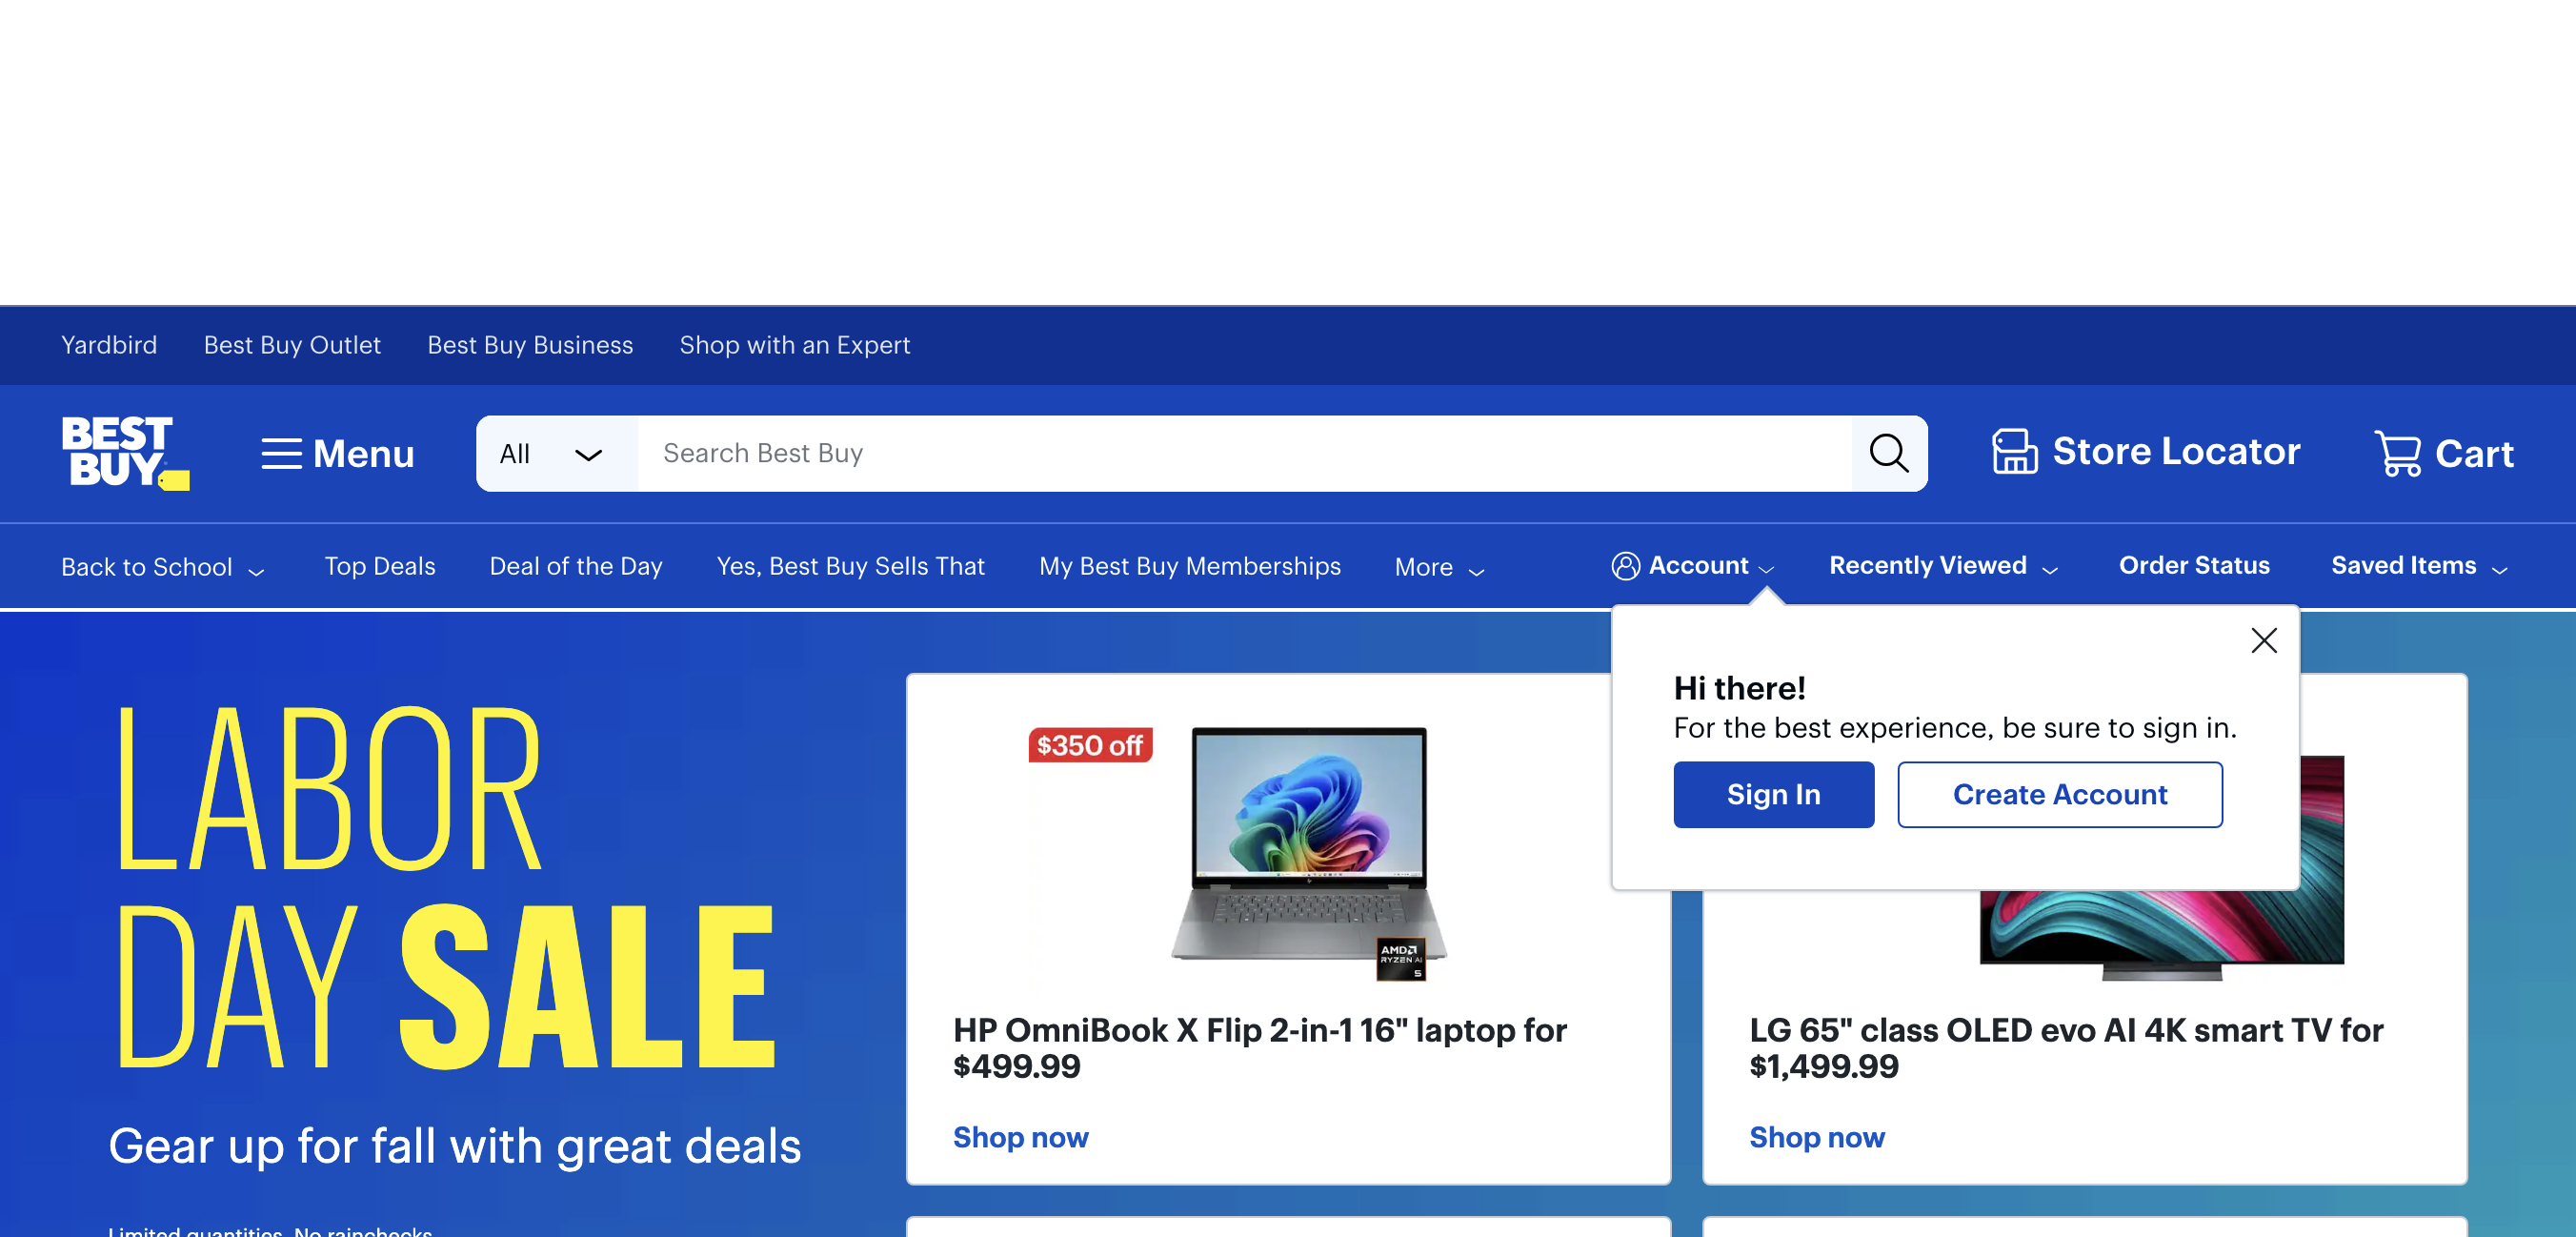 Yardbird Best Buy Outlet Best Buy Business Shop with an Expert
BEST
BUY
Menu
All
Search Best Buy
Store Locator
Cart
Back to School Top Deals Deal of the Day Yes, Best Buy Sells That My Best Buy Memberships More Account Recently Viewed Order Status Saved Items
Hi there!
For the best experience, be sure to sign in.
Sign In Create Account
LABOR
DAY SALE
Gear up for fall with great deals
Limited quantities. No rainchecks
$350 off
AMD
RYZEN AI
5
HP OmniBook X Flip 2-in-1 16" laptop for
$499.99
Shop now
LG 65" class OLED evo AI 4K smart TV for
$1,499.99
Shop now